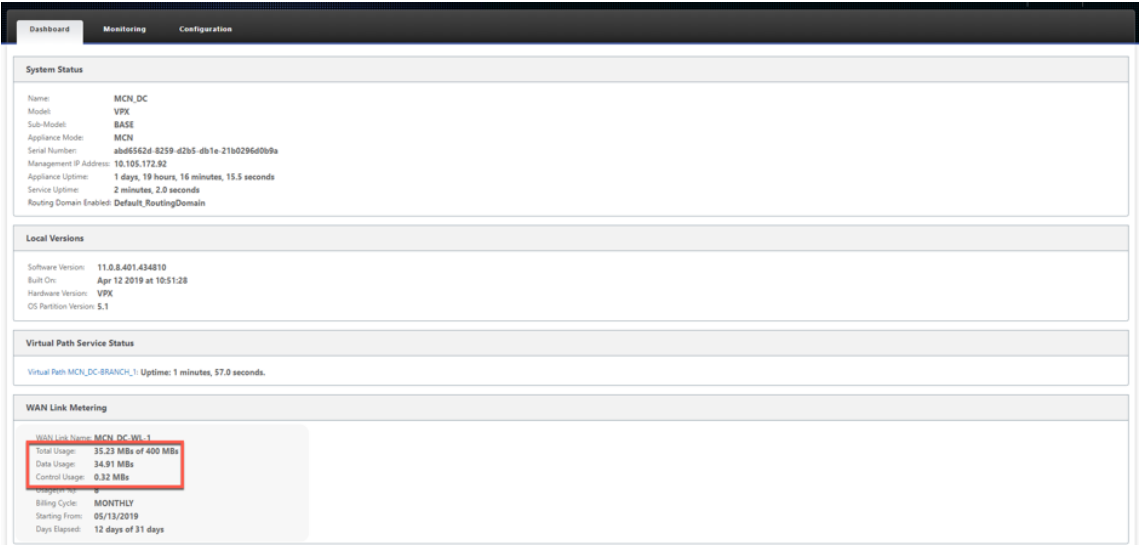 Dashboard Monitoring Configuration
System Status
Name: MCN_DC
Model: VPX
Sub-Model: BASE
Appliance Mode: MCN
Serial Number: abd6562d-8259-d2b5-db1e-21b0296d0b9a
Management IP Address: 10.105.172.92
Appliance Uptime: 1 days, 19 hours, 16 minutes, 15.5 seconds
Service Uptime: 2 minutes, 2.0 seconds
Routing Domain Enabled: Default_RoutingDomain
Local Versions
Software Version: 11.0.8.401.434810
Built On: Apr 12 2019 at 10:51:28
Hardware Version: VPX
OS Partition Version: 5.1
Virtual Path Service Status
Virtual Path MCN_DC-BRANCH_1: Uptime: 1 minutes, 57.0 seconds.
WAN Link Metering
WAN Link Name: MCN_DC-WL-1
Total Usage: 35.23 MBs of 400 MBs
Data Usage: 34.91 MBs
Control Usage: 0.32 MBs
Usage(in %): 8
Billing Cycle: MONTHLY
Starting From: 05/13/2019
Days Elapsed: 12 days of 31 days